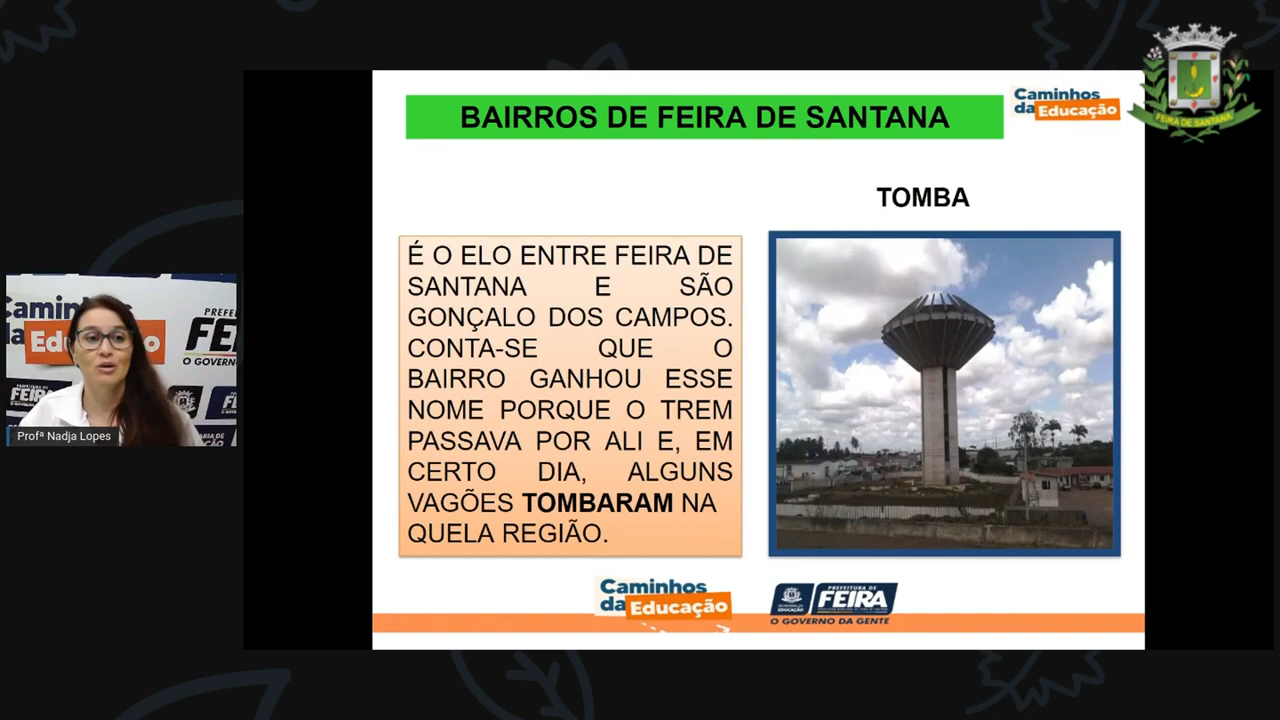 BAIRROS DE FEIRA DE SANTANA
Caminhos
da Educação
FEIRA DE SANTANA
TOMBA
É O ELO ENTRE FEIRA DE
SANTANA E SÃO
GONÇALO DOS CAMPOS.
CONTA-SE QUE O
BAIRRO GANHOU ESSE
NOME PORQUE O TREM
PASSAVA POR ALI E, EM
CERTO DIA, ALGUNS
VAGÕES TOMBARAM NA
QUELA REGIÃO.
Profª Nadja Lopes
Caminhos
da Educação
PREFEITURA DE
FEIRA
O GOVERNO DA GENTE